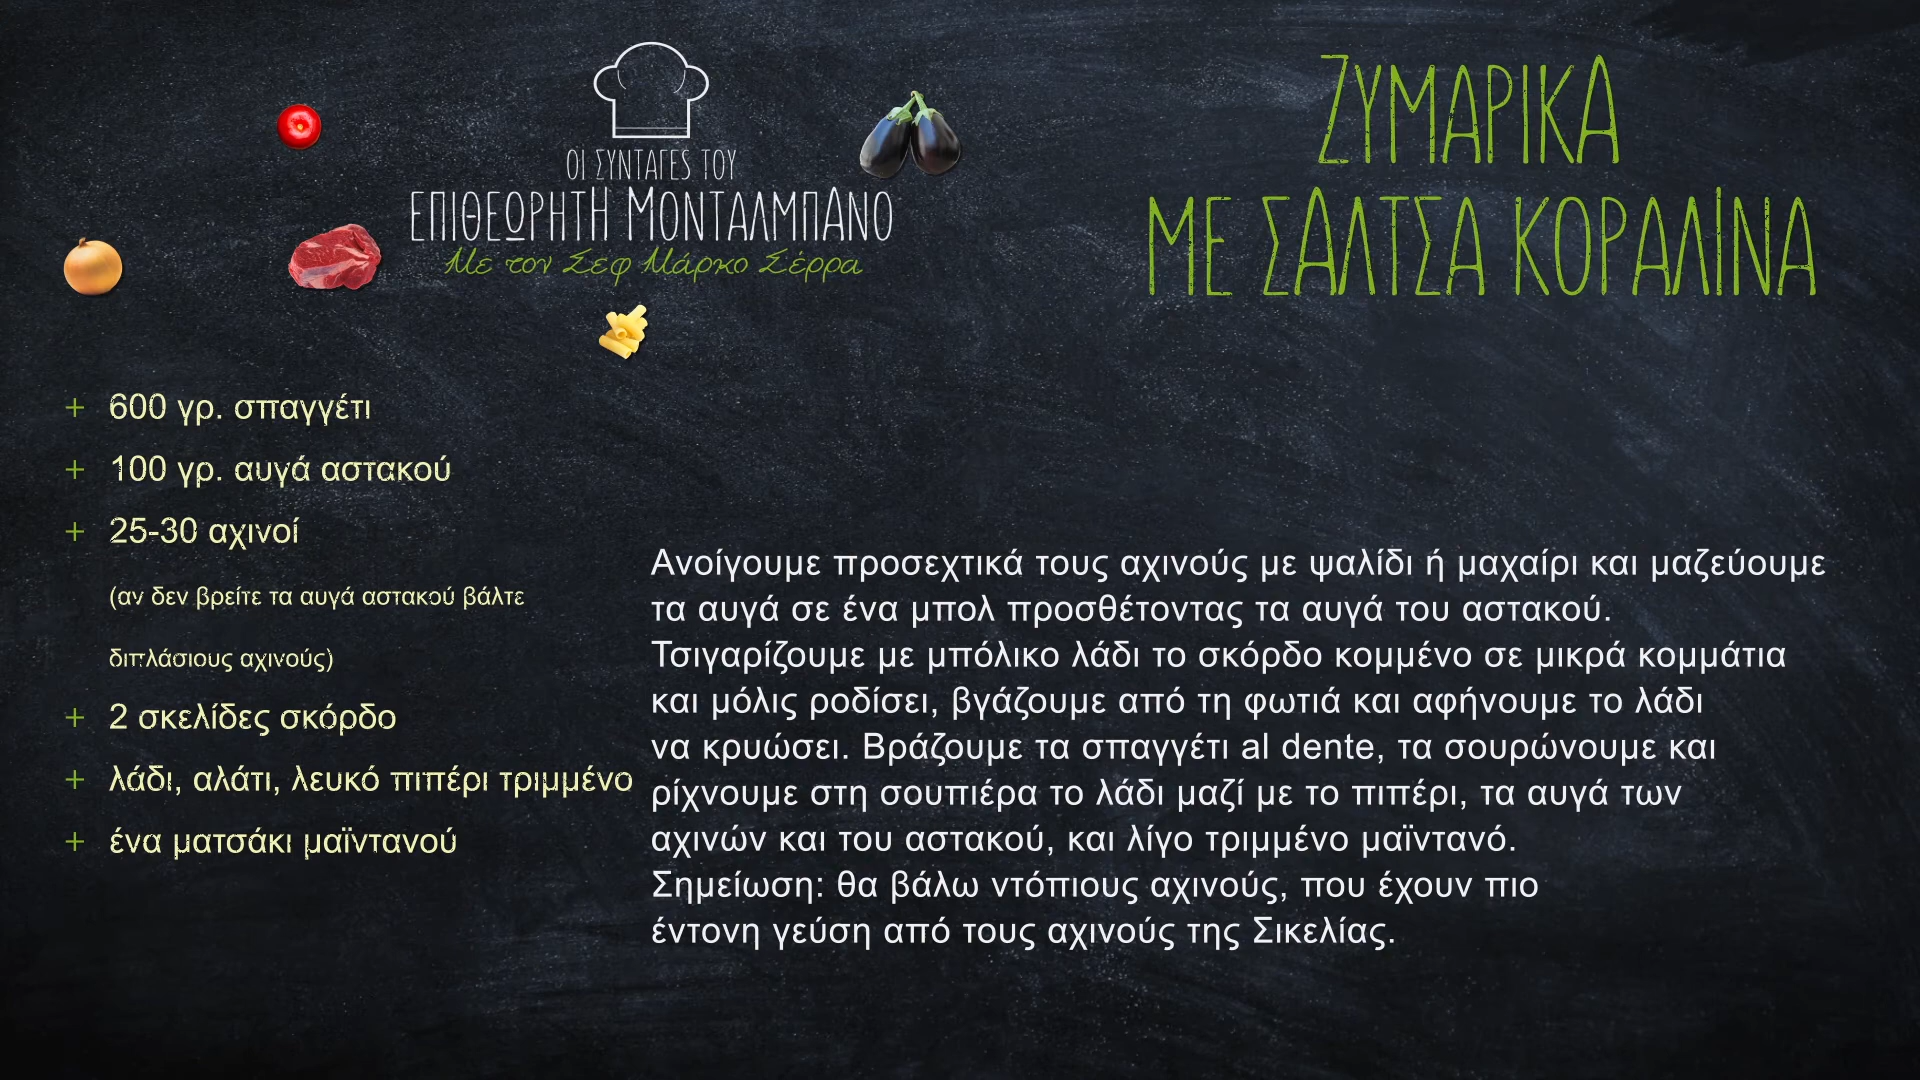 ΟΙ ΣΥΝΤΑΓΕΣ ΤΟΥ
ΕΠΙΘΕΩΡΗΤΗ ΜΟΝΤΑΛΜΠΑΝΟ
Με τον Σεφ Μάρκο Σέρρα
ΖΥΜΑΡΙΚΑ
ΜΕ ΣΑΛΤΣΑ ΚΟΡΑΛΙΝΑ
+ 600 γρ. σπαγγέτι
+ 100 γρ. αυγά αστακού
+ 25-30 αχινοί
(αν δεν βρείτε τα αυγά αστακού βάλτε
διπλάσιους αχινούς)
+ 2 σκελίδες σκόρδο
+ λάδι, αλάτι, λευκό πιπέρι τριμμένο
+ ένα ματσάκι μαϊντανού
Ανοίγουμε προσεχτικά τους αχινούς με ψαλίδι ή μαχαίρι και μαζεύουμε
τα αυγά σε ένα μπολ προσθέτοντας τα αυγά του αστακού.
Τσιγαρίζουμε με μπόλικο λάδι το σκόρδο κομμένο σε μικρά κομμάτια
και μόλις ροδίσει, βγάζουμε από τη φωτιά και αφήνουμε το λάδι
να κρυώσει. Βράζουμε τα σπαγγέτι al dente, τα σουρώνουμε και
ρίχνουμε στη σουπιέρα το λάδι μαζί με το πιπέρι, τα αυγά των
αχινών και του αστακού, και λίγο τριμμένο μαϊντανό.
Σημείωση: θα βάλω ντόπιους αχινούς, που έχουν πιο
έντονη γεύση από τους αχινούς της Σικελίας.